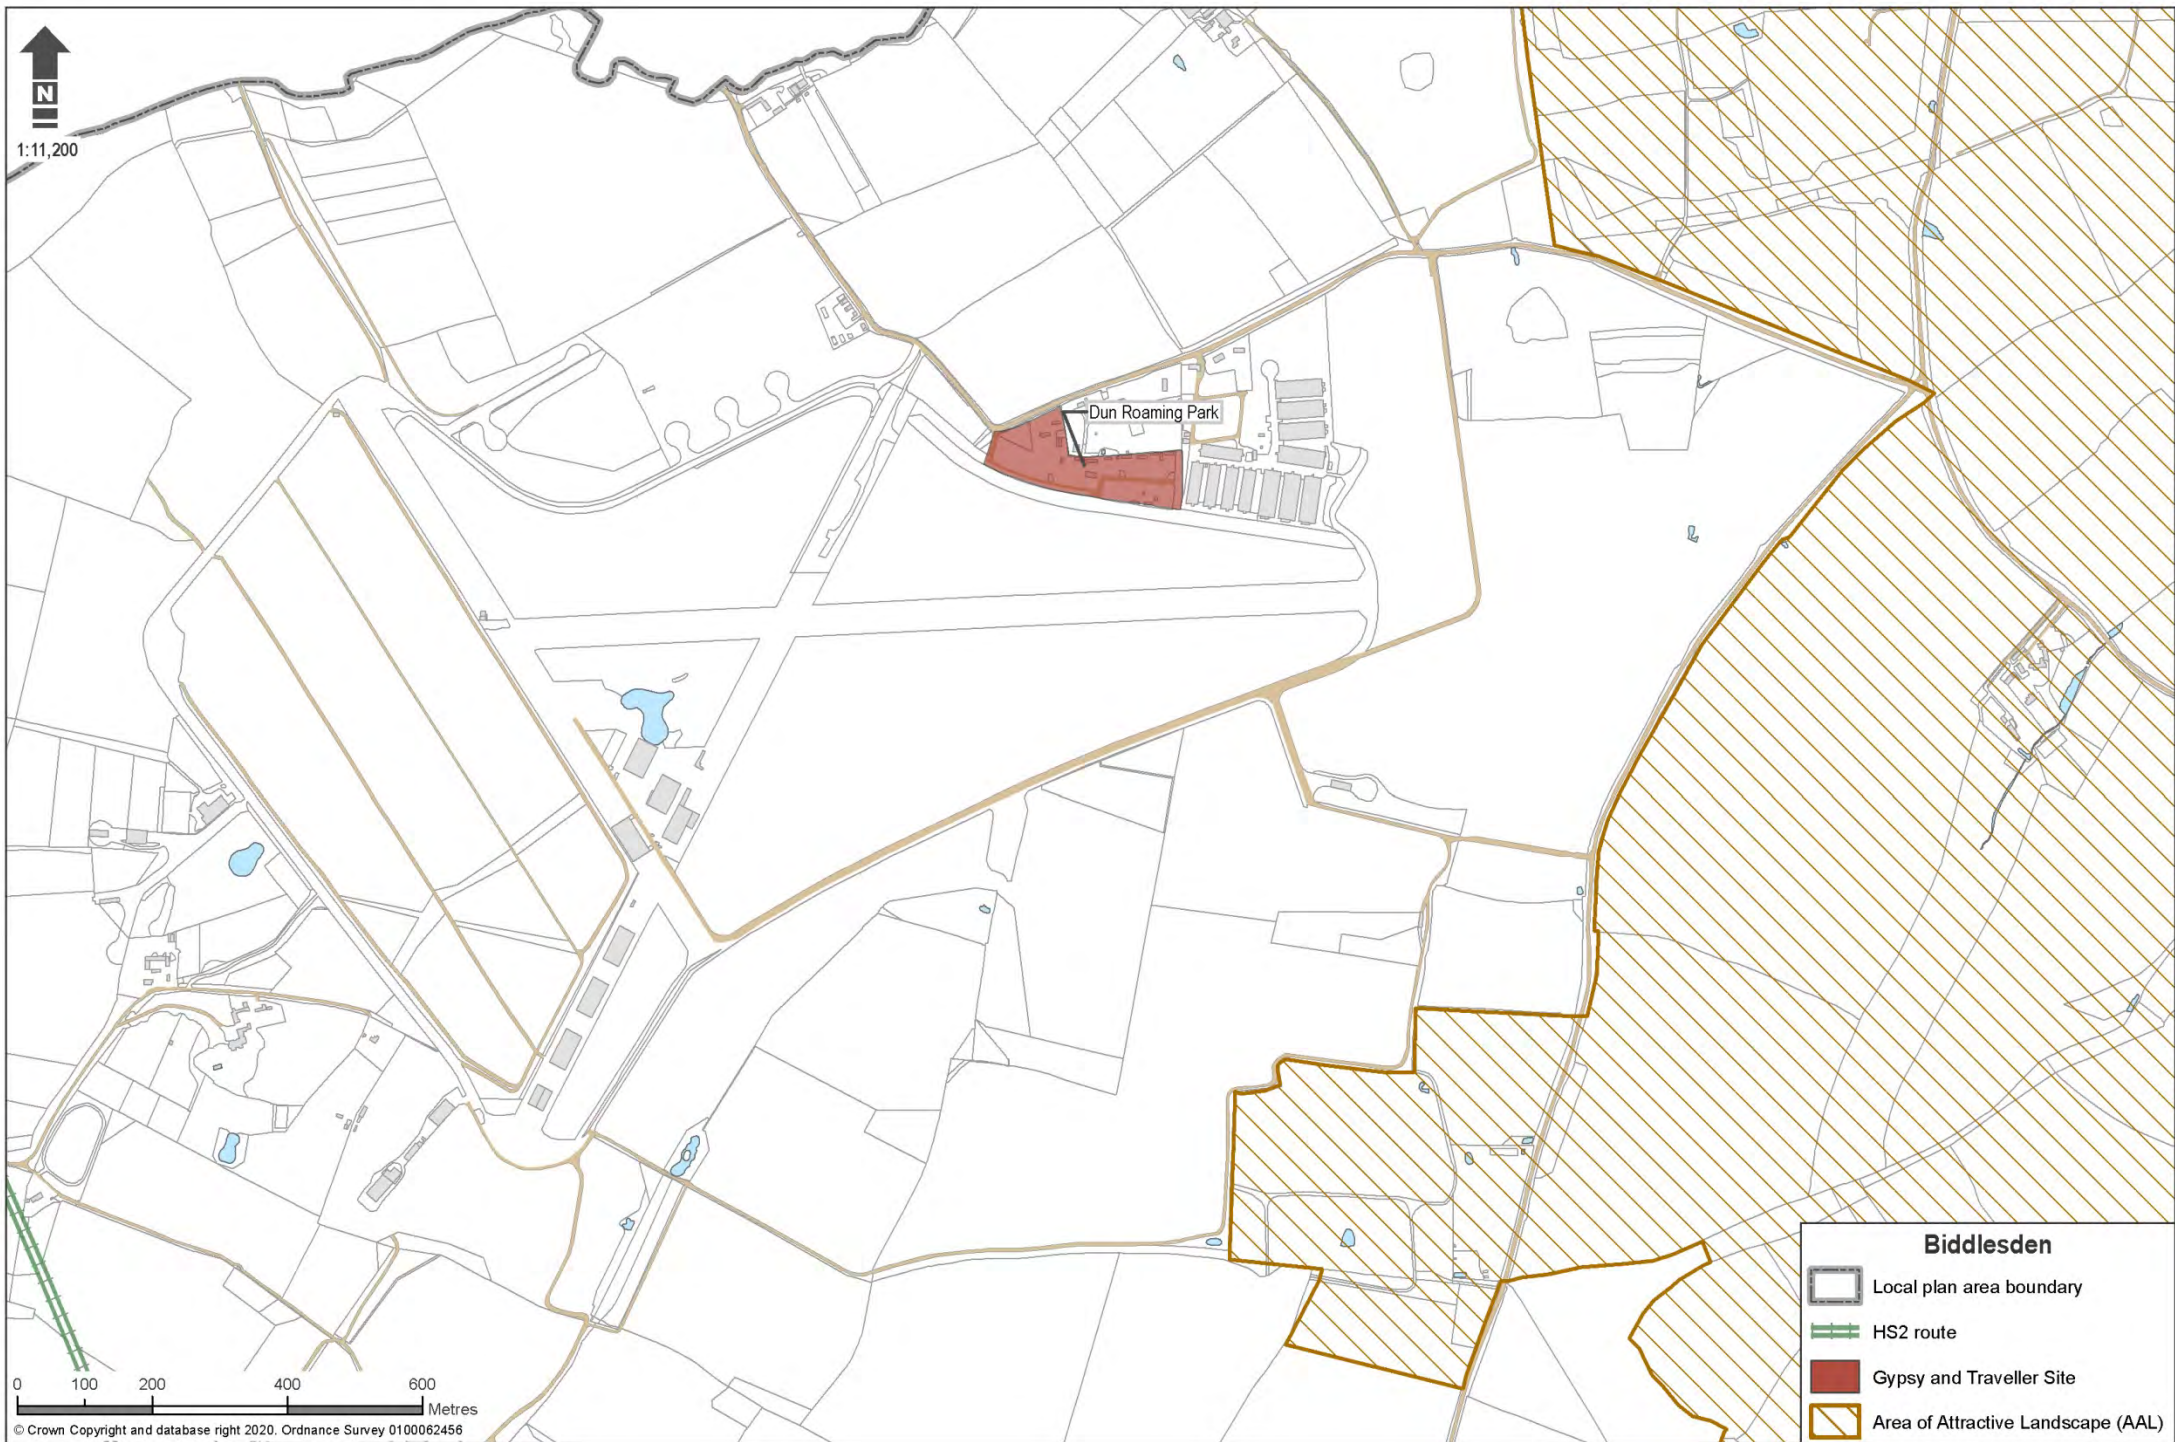 N
1:11,200
Dun Roaming Park
Biddlesden
Local plan area boundary
HS2 route
Gypsy and Traveller Site
Area of Attractive Landscape (AAL)
0 100 200 400 600
Metres
© Crown Copyright and database right 2020. Ordnance Survey 0100062456